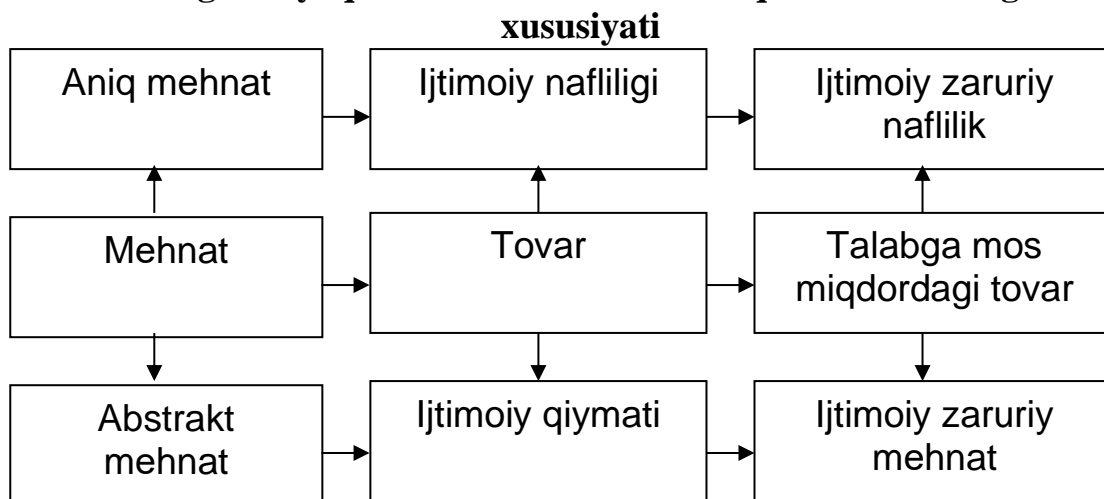 xususiyati
Aniq mehnat
Ijtimoiy nafliligi
Ijtimoiy zaruriy
naflilik
Mehnat
Tovar
Talabga mos
miqdordagi tovar
Abstrakt
mehnat
Ijtimoiy qiymati
Ijtimoiy zaruriy
mehnat